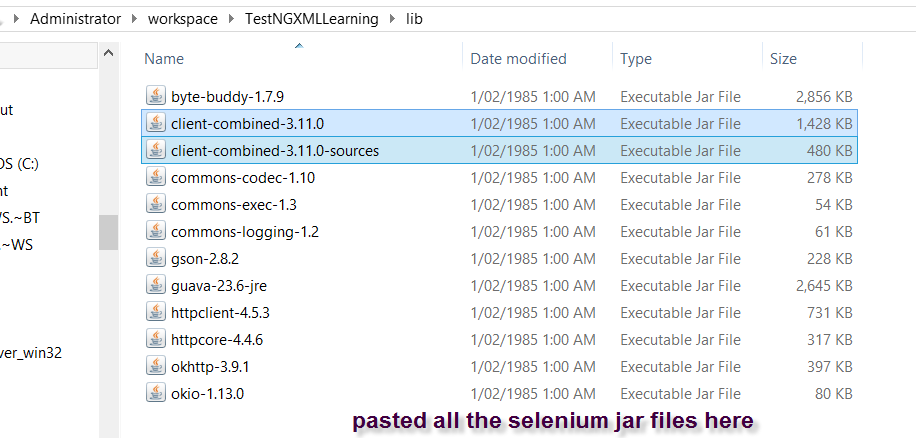 Administrator workspace TestNGXMLLearning lib
Name Date modified Type Size
byte-buddy-1.7.9 1/02/1985 1:00 AM Executable Jar File 2,856 KB
ut client-combined-3.11.0 1/02/1985 1:00 AM Executable Jar File 1,428 KB
client-combined-3.11.0-sources 1/02/1985 1:00 AM Executable Jar File 480 KB
OS (C:) commons-codec-1.10 1/02/1985 1:00 AM Executable Jar File 278 KB
nt commons-exec-1.3 1/02/1985 1:00 AM Executable Jar File 54 KB
WS.~BT commons-logging-1.2 1/02/1985 1:00 AM Executable Jar File 61 KB
.~WS gson-2.8.2 1/02/1985 1:00 AM Executable Jar File 228 KB
guava-23.6-jre 1/02/1985 1:00 AM Executable Jar File 2,645 KB
httpclient-4.5.3 1/02/1985 1:00 AM Executable Jar File 731 KB
httpcore-4.4.6 1/02/1985 1:00 AM Executable Jar File 317 KB
ver_win32 okhttp-3.9.1 1/02/1985 1:00 AM Executable Jar File 397 KB
okio-1.13.0 1/02/1985 1:00 AM Executable Jar File 80 KB
pasted all the selenium jar files here